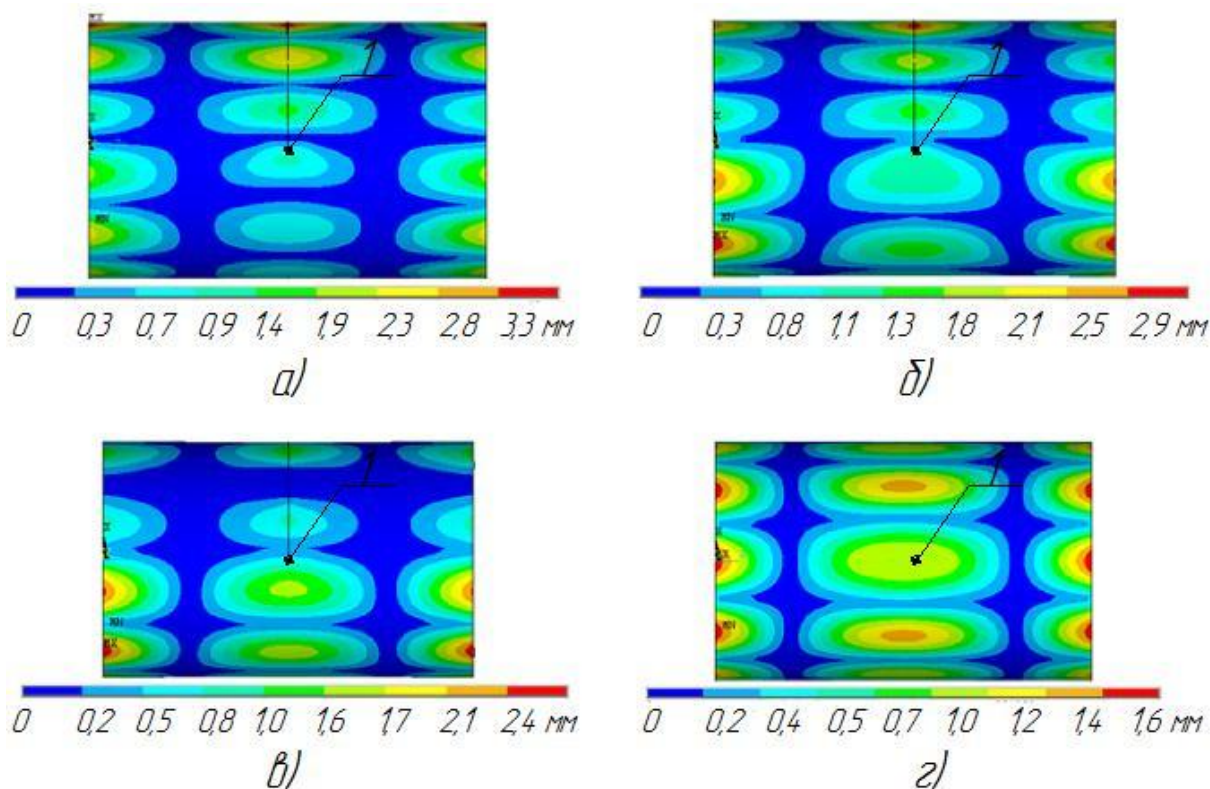 MX
0 0,3 0,7 0,9 1,4 1,9 2,3 2,8 3,3 мм
0 0,3 0,8 1,1 1,3 1,8 2,1 2,5 2,9 мм
а)
б)
0 0,2 0,5 0,8 1,0 1,6 1,7 2,1 2,4 мм
0 0,2 0,4 0,5 0,7 1,0 1,2 1,4 1,6 мм
в)
г)